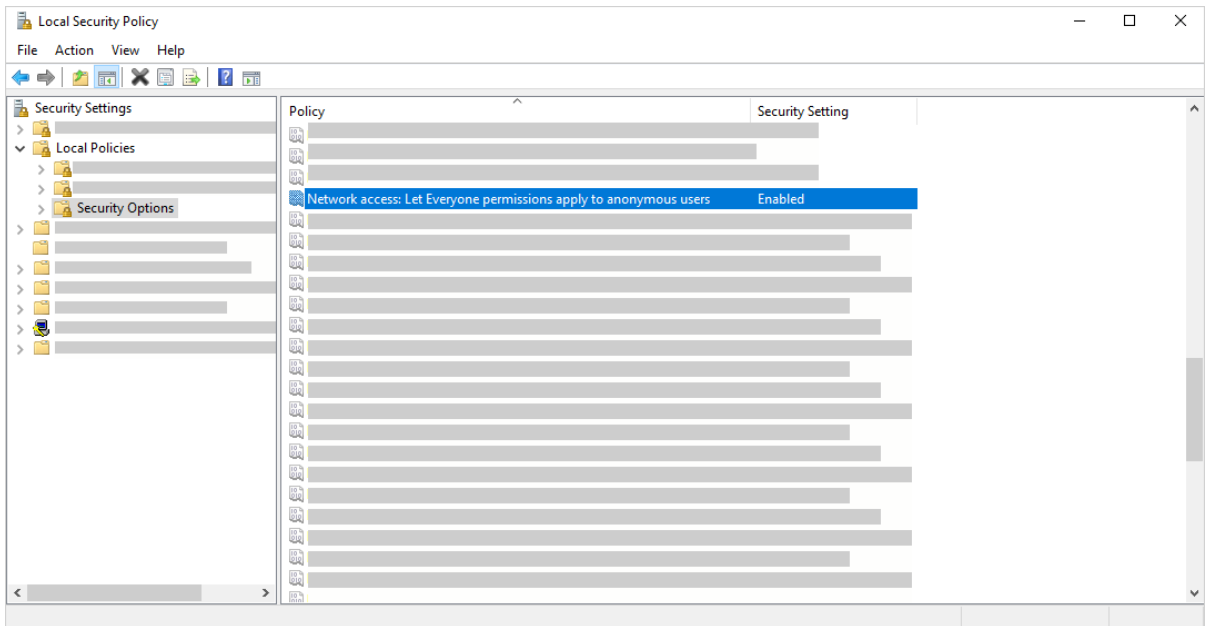 Local Security Policy
File Action View Help
Security Settings
Local Policies
Security Options
Policy Security Setting
Network access: Let Everyone permissions apply to anonymous users Enabled